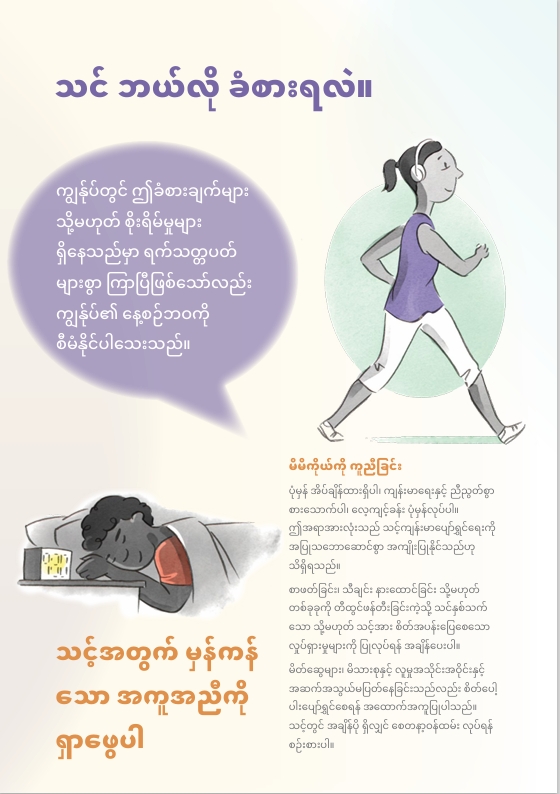 သင် ဘယ်လို ခံစားရလဲ။
ကျွန်ုပ်တွင် ဤခံစားချက်များ
သို့မဟုတ် စိုးရိမ်မှုများ
ရှိနေသည်မှာ ရက်သတ္တပတ်
များစွာ ကြာပြီဖြစ်သော်လည်း
ကျွန်ုပ်၏ နေ့စဉ်ဘဝကို
စီမံနိုင်ပါသေးသည်။
မိမိကိုယ်ကို ကူညီခြင်း
ပုံမှန် အိပ်ချိန်ထားရှိပါ၊ ကျန်းမာရေးနှင့် ညီညွတ်စွာ
စားသောက်ပါ၊ လေ့ကျင့်ခန်း ပုံမှန်လုပ်ပါ။
ဤအရာအားလုံးသည် သင့်ကျန်းမာပျော်ရွှင်ရေးကို
အပြုသဘောဆောင်စွာ အကျိုးပြုနိုင်သည်ဟု
သိရှိရသည်။
စာဖတ်ခြင်း၊ သီချင်း နားထောင်ခြင်း သို့မဟုတ်
တစ်ခုခုကို တီထွင်ဖန်တီးခြင်းကဲ့သို့ သင်နှစ်သက်
သော သို့မဟုတ် သင့်အား စိတ်အပန်းပြေစေသော
လှုပ်ရှားမှုများကို ပြုလုပ်ရန် အချိန်ပေးပါ။
မိတ်ဆွေများ၊ မိသားစုနှင့် လူမှုအသိုင်းအဝိုင်းနှင့်
အဆက်အသွယ်မပြတ်နေခြင်းသည်လည်း စိတ်ပေါ့
ပါးပျော်ရွှင်စေရန် အထောက်အကူပြုပါသည်။
သင့်တွင် အချိန်ပို ရှိလျှင် စေတနာ့ဝန်ထမ်း လုပ်ရန်
စဉ်းစားပါ။
သင့်အတွက် မှန်ကန်
သော အကူအညီကို
ရှာဖွေပါ